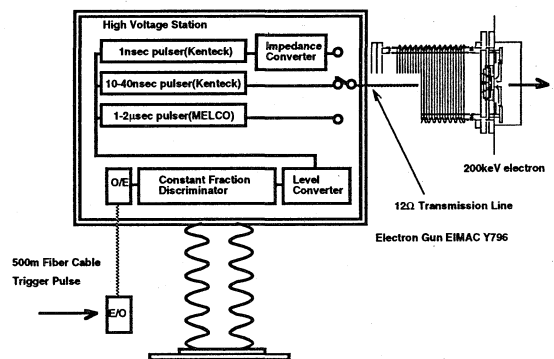 High Voltage Station
1nsec pulser(Kenteck)
Impedance
Converter
10-40nsec pulser(Kenteck)
1-2μsec pulser(MELCO)
O/E
Constant Fraction
Discriminator
Level
Converter
200keV electron
12Ω Transmission Line
Electron Gun EIMAC Y796
500m Fiber Cable
Trigger Pulse
E/O